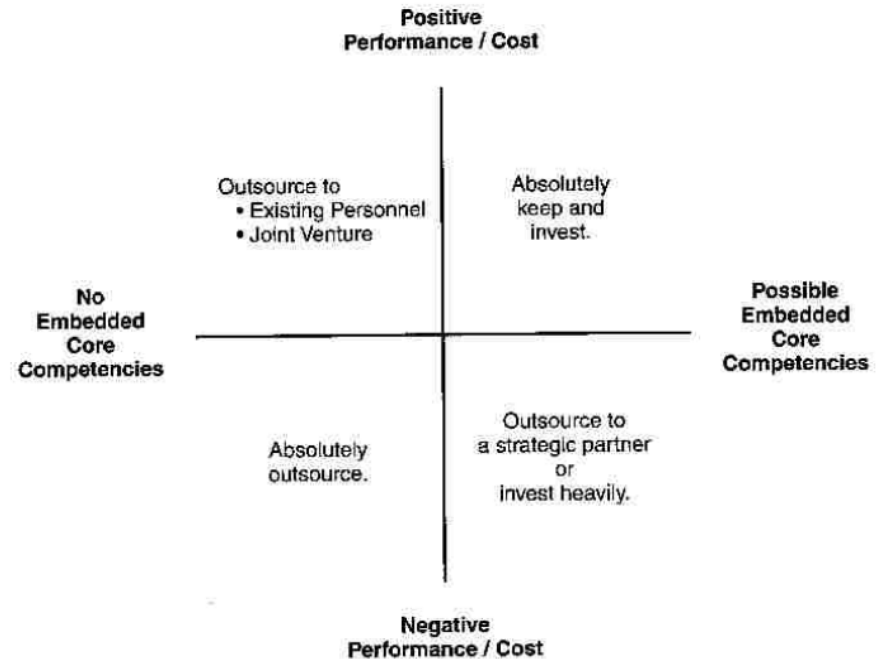 Positive
Performance / Cost
Outsource to
• Existing Personnel
• Joint Venture
Absolutely
keep and
invest.
No
Embedded
Core
Competencies
Possible
Embedded
Core
Competencies
Absolutely
outsource.
Outsource to
a strategic partner
or
invest heavily.
Negative
Performance / Cost